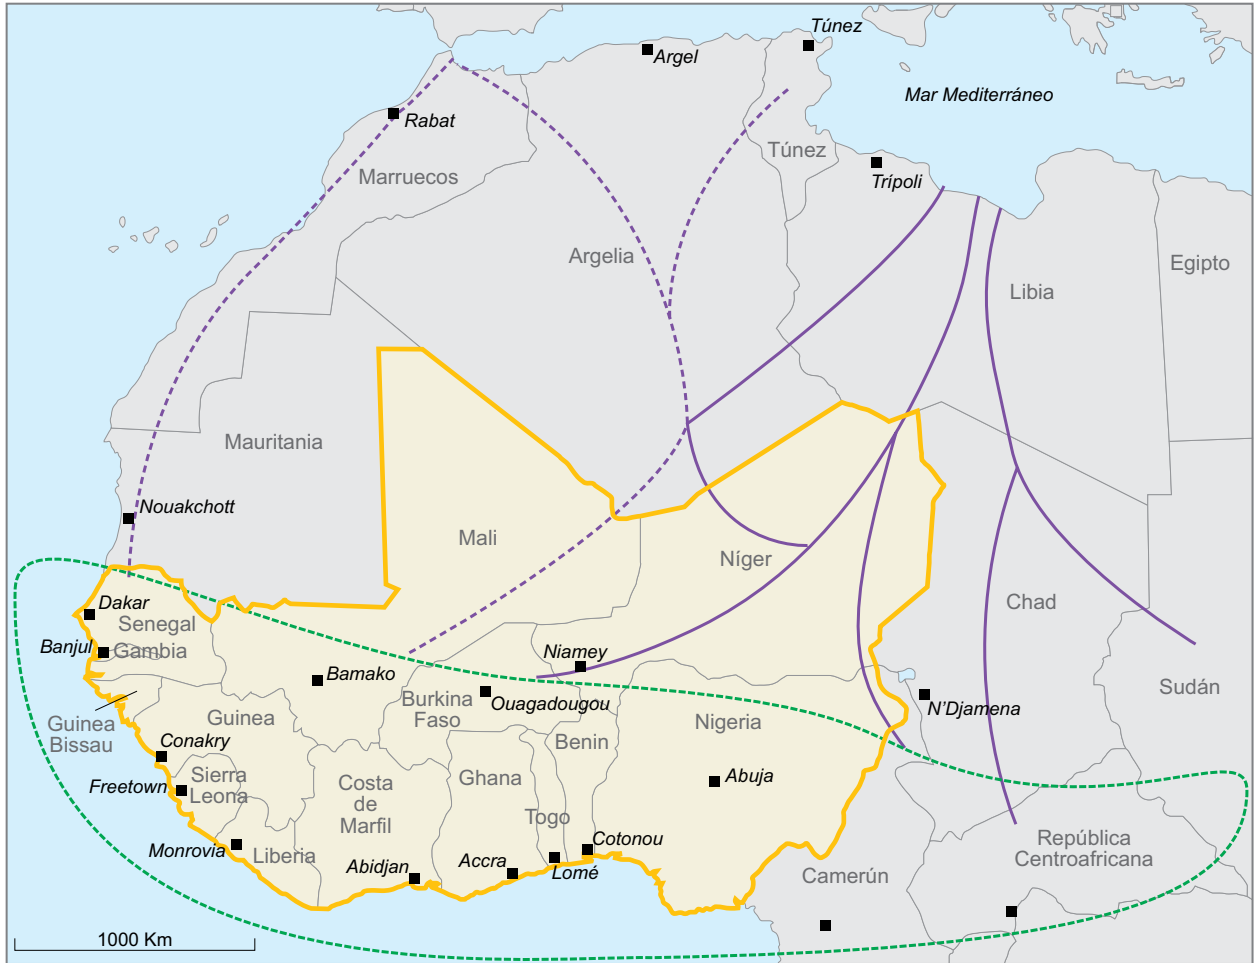 Túnez
Argel
Mar Mediterráneo
Rabat
Túnez
Trípoli
Marruecos
Argelia
Egipto
Libia
Mauritania
Nouakchott
Mali
Níger
Chad
Dakar
Senegal
Banjul
Gambia
Niamey
Bamako
Sudán
Burkina
Faso
Ouagadougou
N'Djamena
Guinea
Bissau
Guinea
Nigeria
Conakry
Benin
Sierra
Leona
Ghana
Abuja
Freetown
Costa
de
Marfil
Togo
Monrovia
Liberia
Cotonou
República
Centroafricana
Abidjan
Accra
Lomé
Camerún
1000 Km